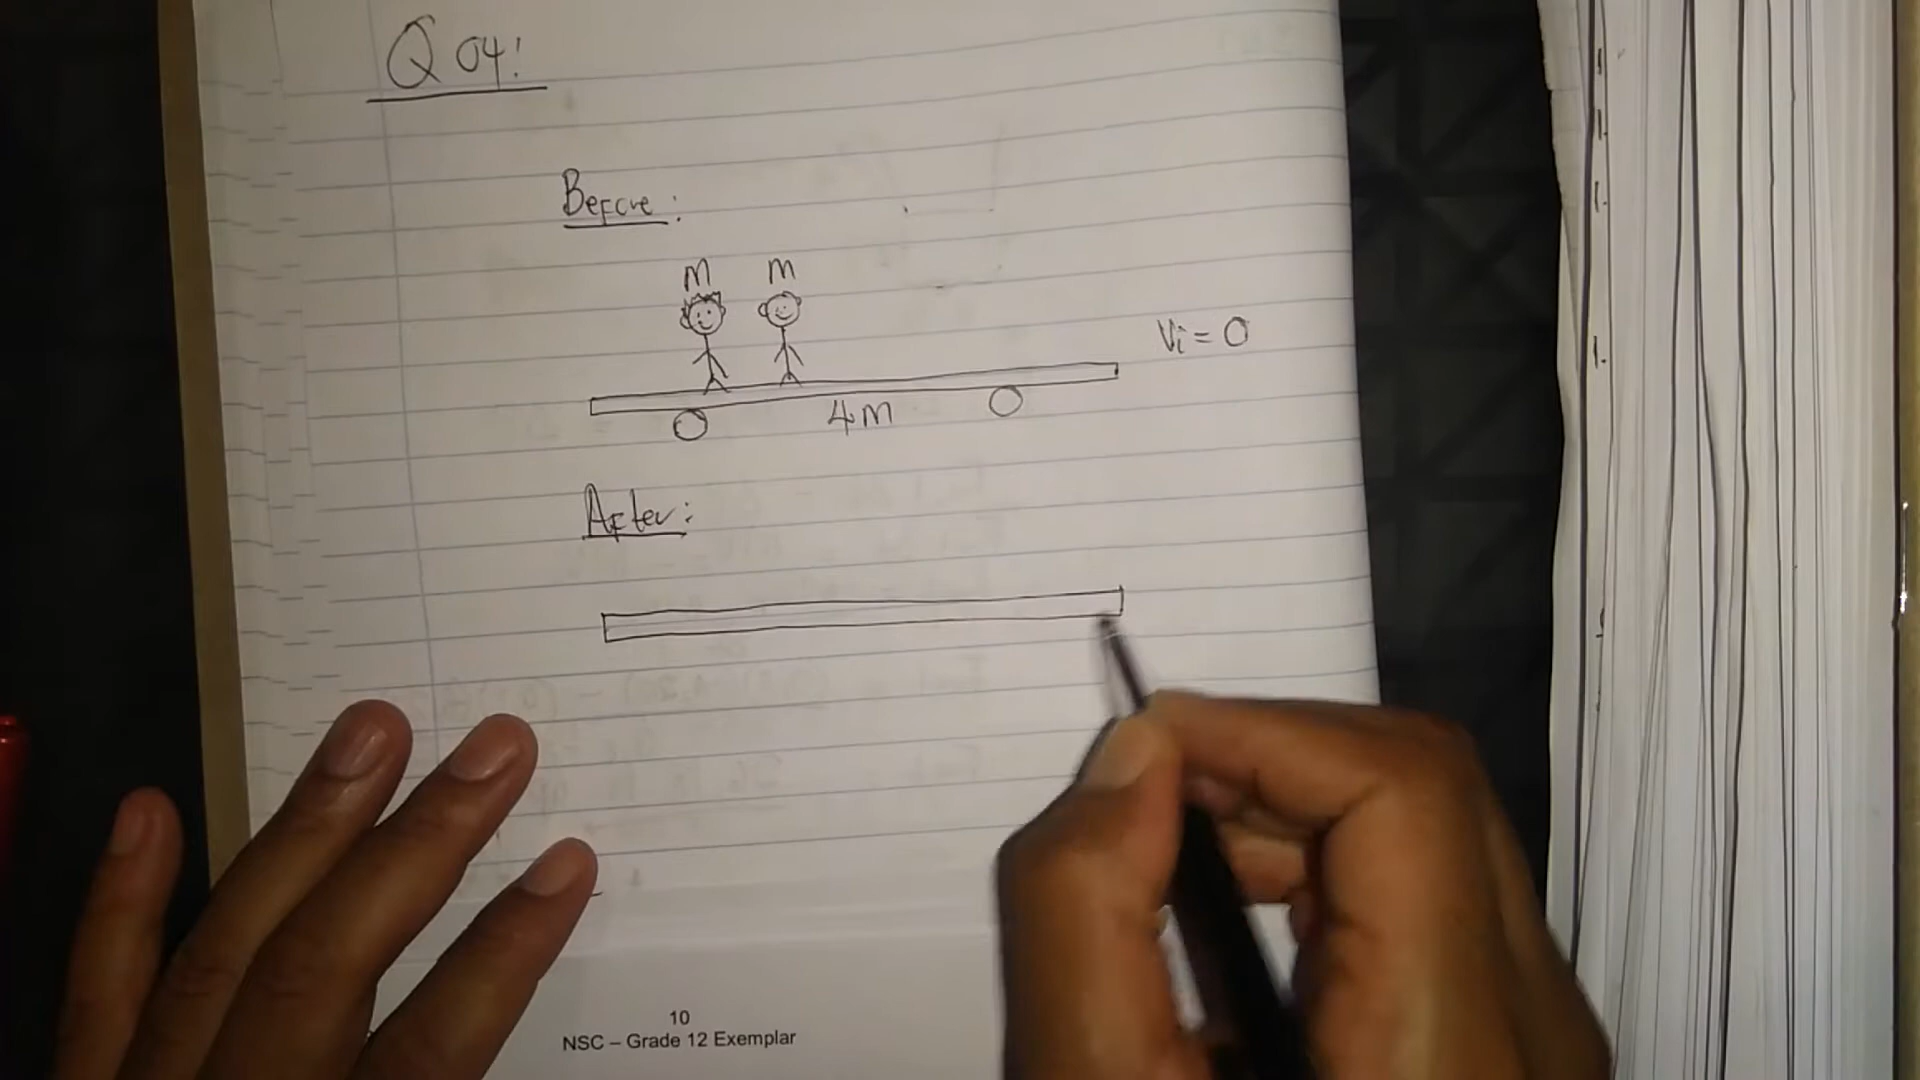 Q 04:
Before:
m m
Vi = 0
4m
After:
10
NSC – Grade 12 Exemplar